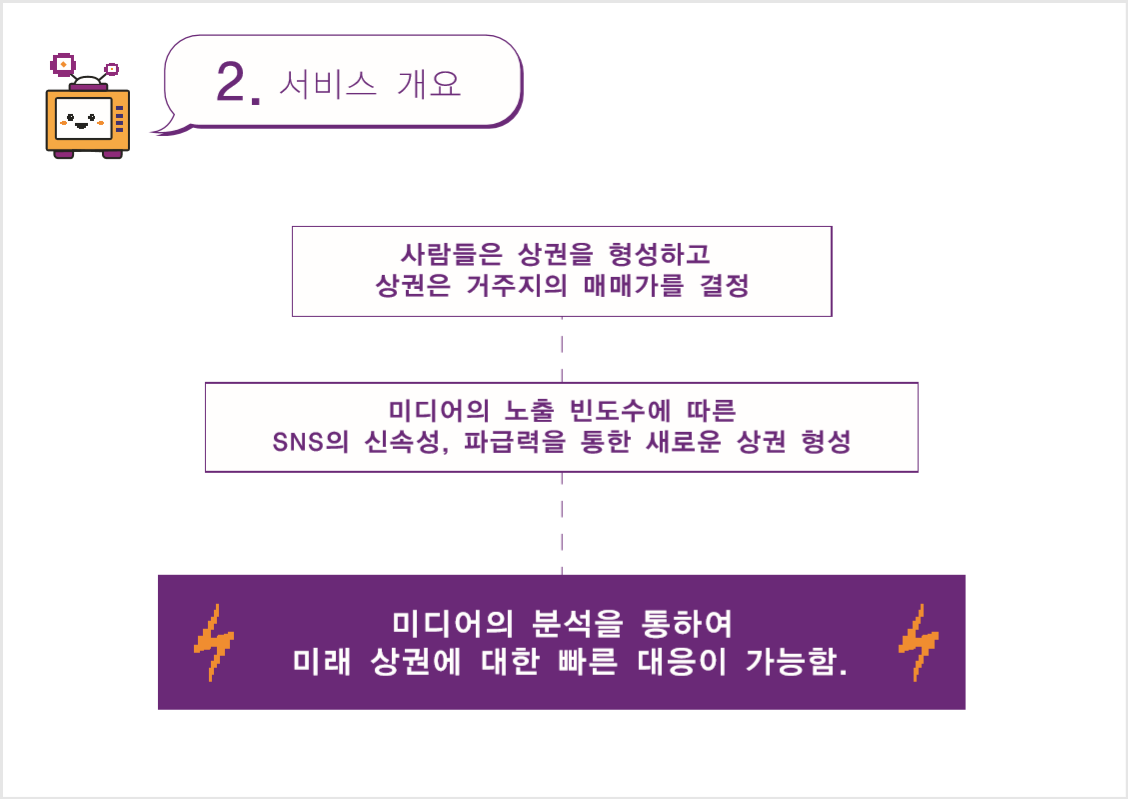 2. 서비스 개요
사람들은 상권을 형성하고
상권은 거주지의 매매가를 결정
미디어의 노출 빈도수에 따른
SNS의 신속성, 파급력을 통한 새로운 상권 형성
미디어의 분석을 통하여
미래 상권에 대한 빠른 대응이 가능함.